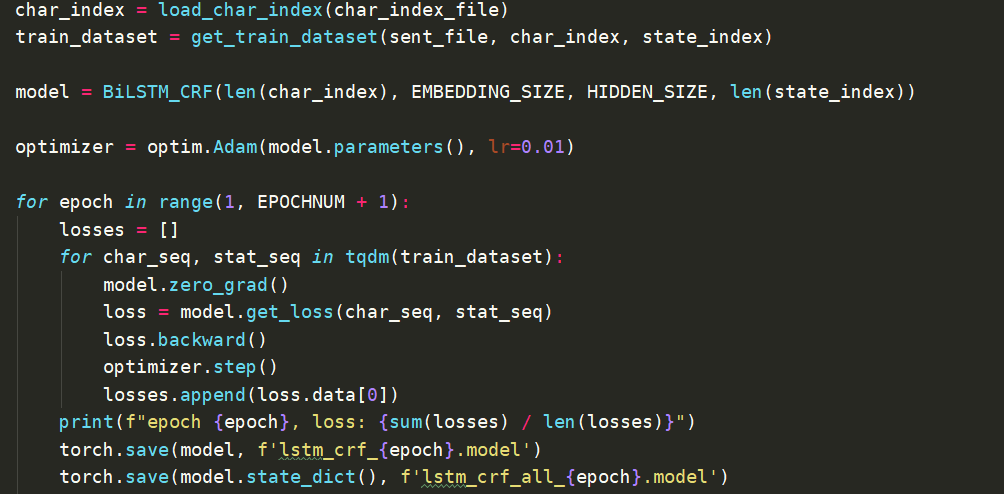 char_index = load_char_index(char_index_file)
train_dataset = get_train_dataset(sent_file, char_index, state_index)
model = BiLSTM_CRF(len(char_index), EMBEDDING_SIZE, HIDDEN_SIZE, len(state_index))
optimizer = optim.Adam(model.parameters(), lr=0.01)
for epoch in range(1, EPOCHNUM + 1):
    losses = []
    for char_seq, stat_seq in tqdm(train_dataset):
        model.zero_grad()
        loss = model.get_loss(char_seq, stat_seq)
        loss.backward()
        optimizer.step()
        losses.append(loss.data[0])
    print(f"epoch {epoch}, loss: {sum(losses) / len(losses)}")
    torch.save(model, f'lstm_crf_{epoch}.model')
    torch.save(model.state_dict(), f'lstm_crf_all_{epoch}.model')